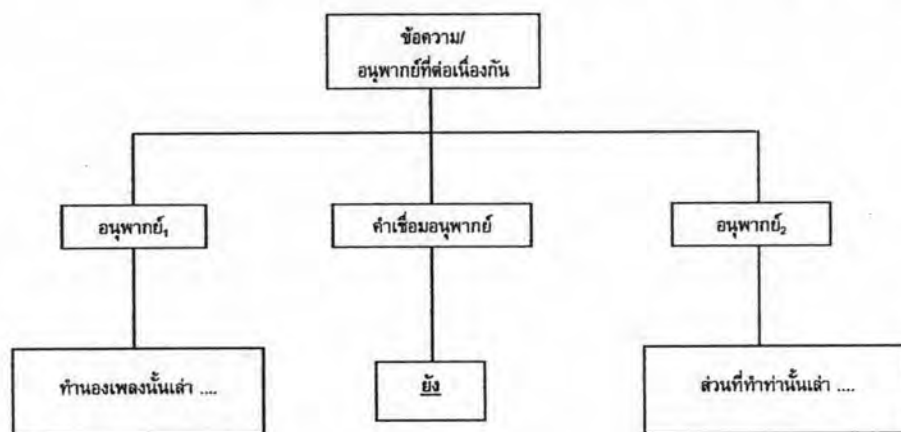 ข้อความ/
อนุพากย์ที่ต่อเนื่องกัน
อนุพากย์₁
คำเชื่อมอนุพากย์
อนุพากย์₂
ทำนองเพลงนั้นเล่า ....
ยัง
ส่วนที่ทำท่านั้นเล่า ....